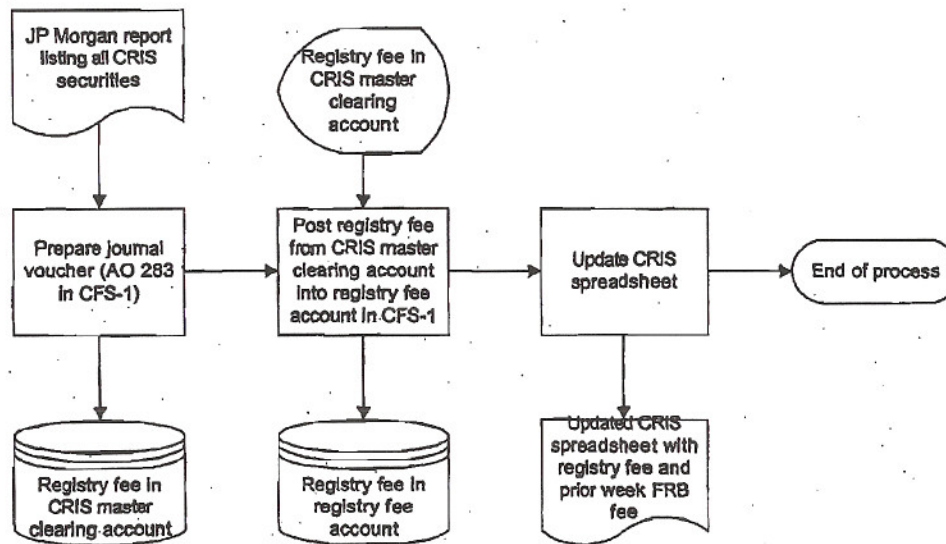 JP Morgan report
listing all CRIS
securities
Registry fee in
CRIS master
clearing
account
Prepare journal
voucher (AO 283
in CFS-1)
Post registry fee
from CRIS master
clearing account
into registry fee
account in CFS-1
Update CRIS
spreadsheet
End of process
Registry fee in
CRIS master
clearing account
Registry fee in
registry fee
account
Updated CRIS
spreadsheet with
registry fee and
prior week FRB
fee